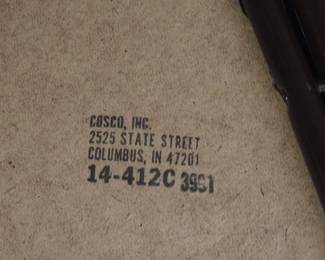 COSCO, INC.
2525 STATE STREET
COLUMBUS, IN 47201
14-412C 3991